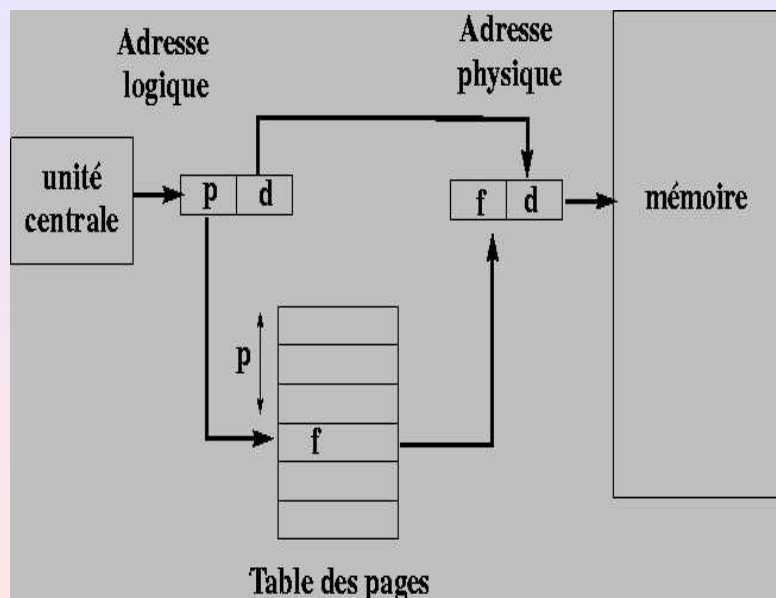 Adresse
logique
Adresse
physique
unité
centrale
p d
f d
mémoire
p
f
Table des pages